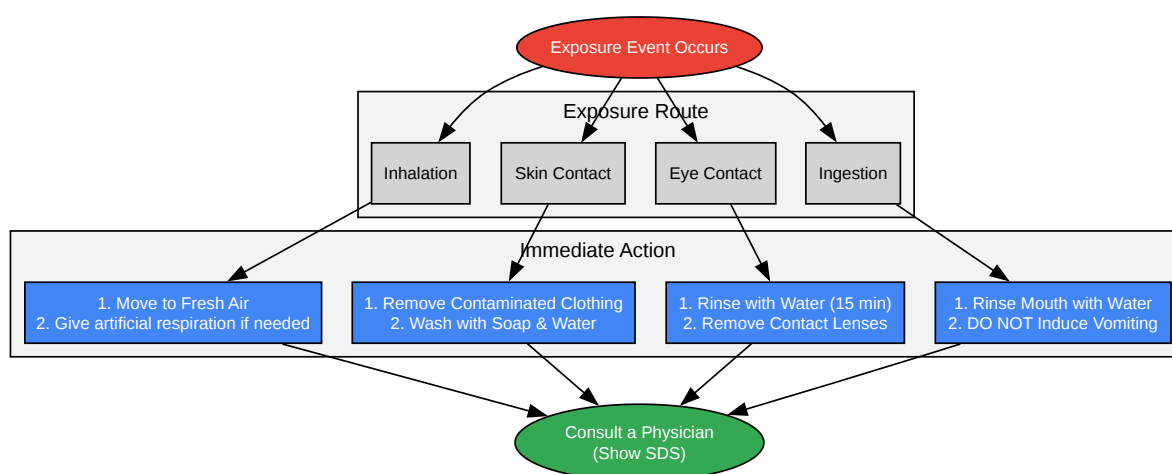 Exposure Event Occurs
Exposure Route
Inhalation
Skin Contact
Eye Contact
Ingestion
Immediate Action
1. Move to Fresh Air
2. Give artificial respiration if needed
1. Remove Contaminated Clothing
2. Wash with Soap & Water
1. Rinse with Water (15 min)
2. Remove Contact Lenses
1. Rinse Mouth with Water
2. DO NOT Induce Vomiting
Consult a Physician
(Show SDS)